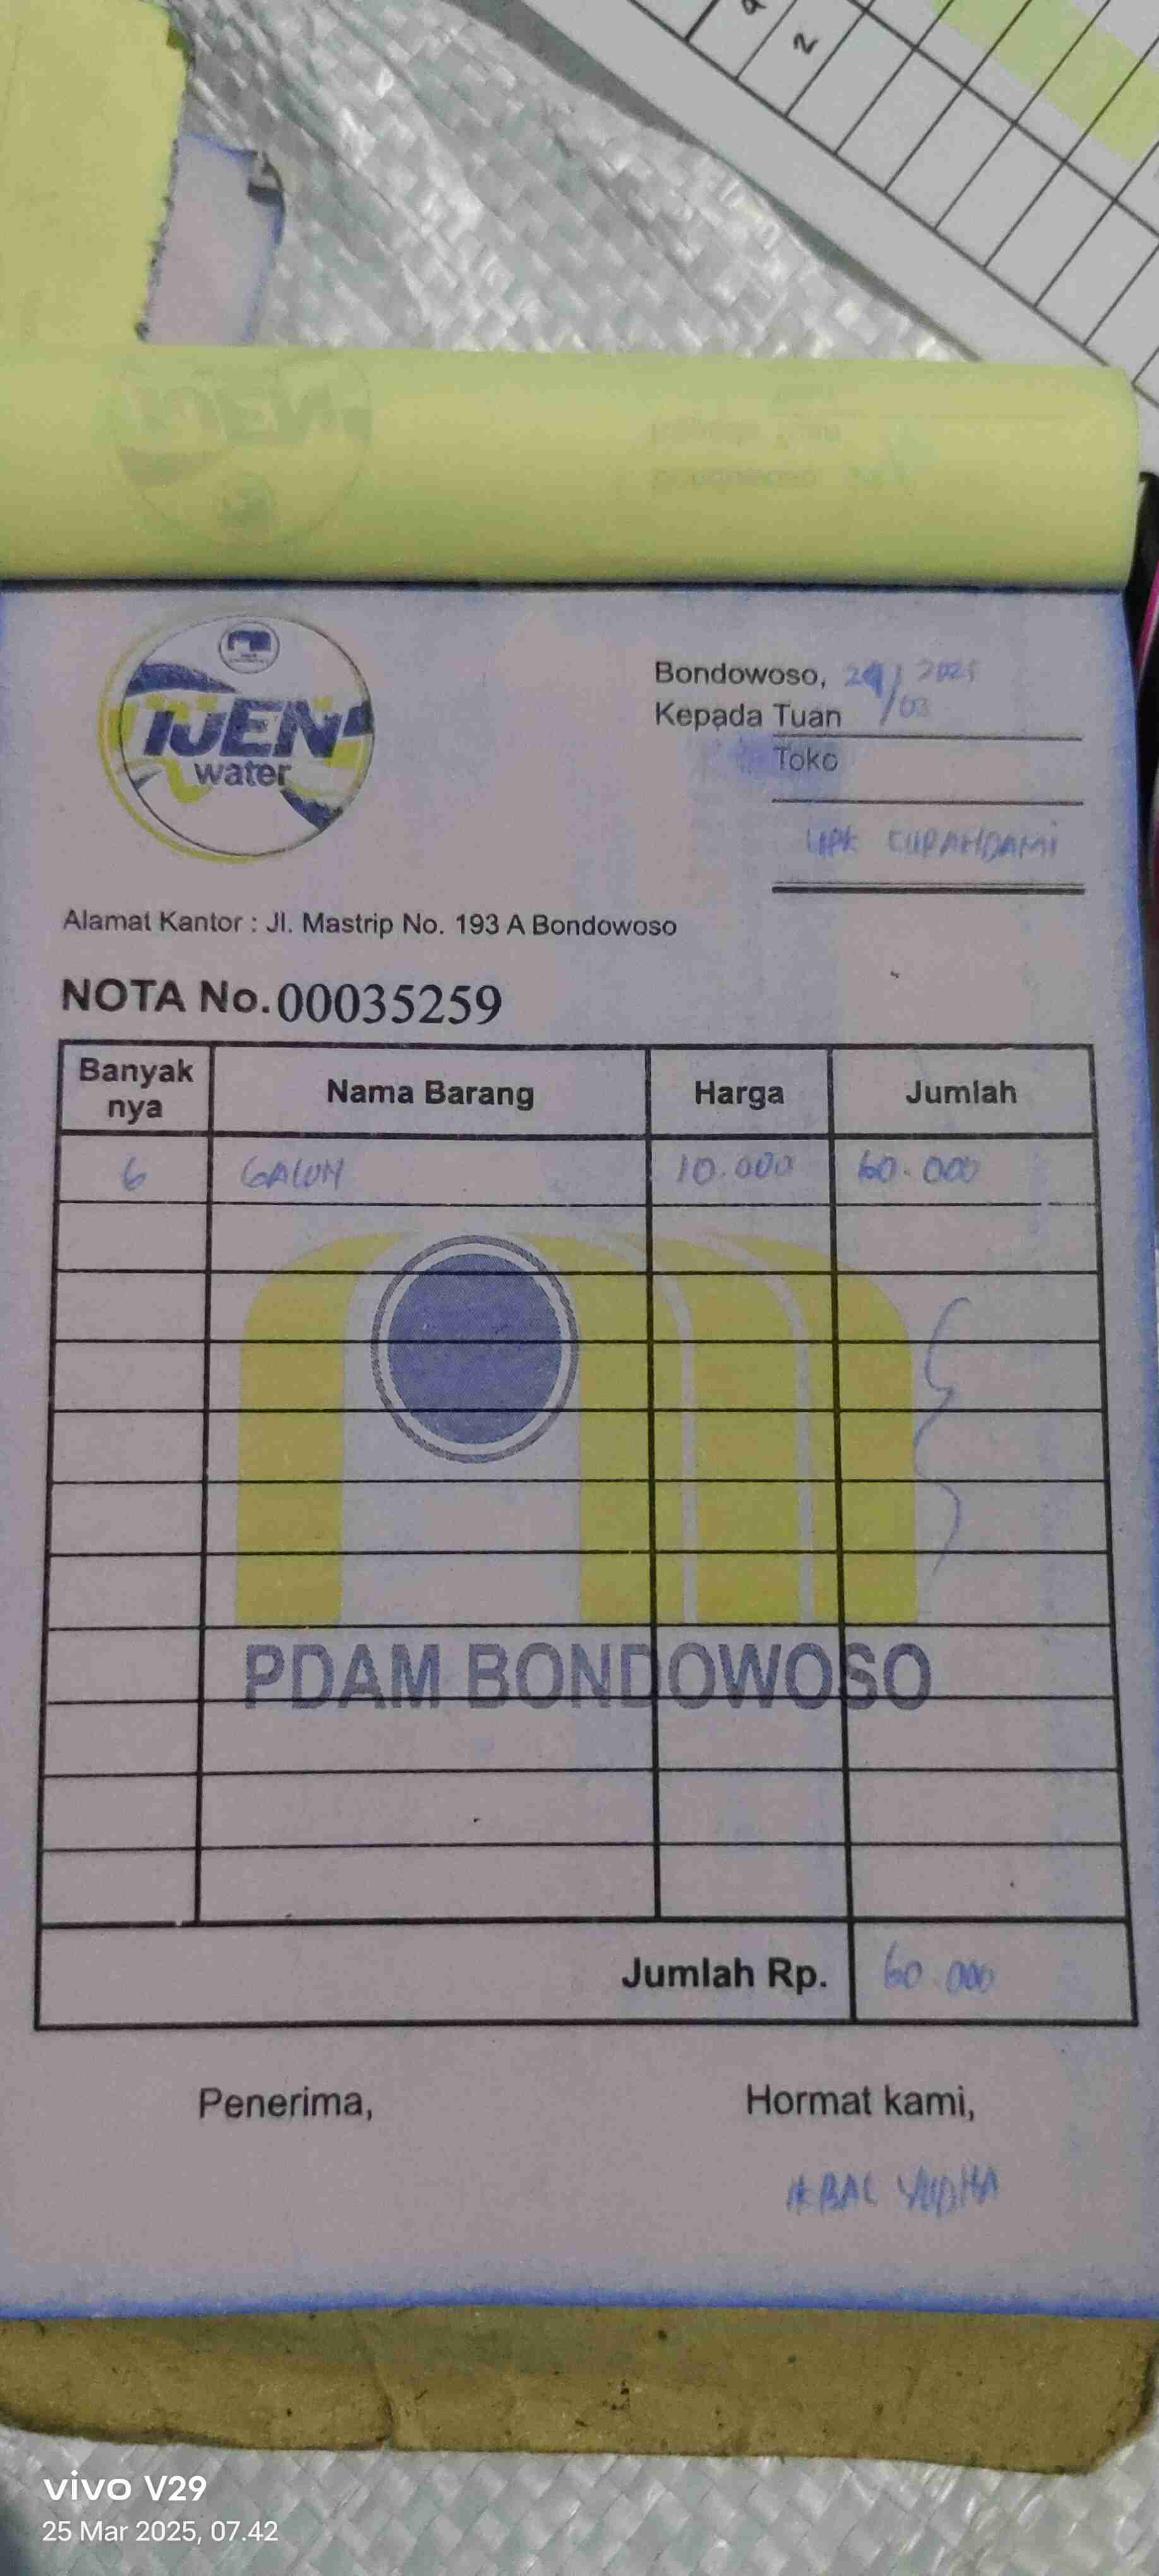 2
IJEN
water
Bondowoso, 24/03 2025
Kepada Tuan
Toko
UPK CURAHDAMI
Alamat Kantor : Jl. Mastrip No. 193 A Bondowoso
NOTA No. 00035259
Banyak nya Nama Barang Harga Jumlah
6 GALON 10.000 60.000
PDAM BONDOWOSO
Jumlah Rp. 60.000
Penerima, Hormat kami,
IKBAL YUDHA
vivo V29
25 Mar 2025, 07.42